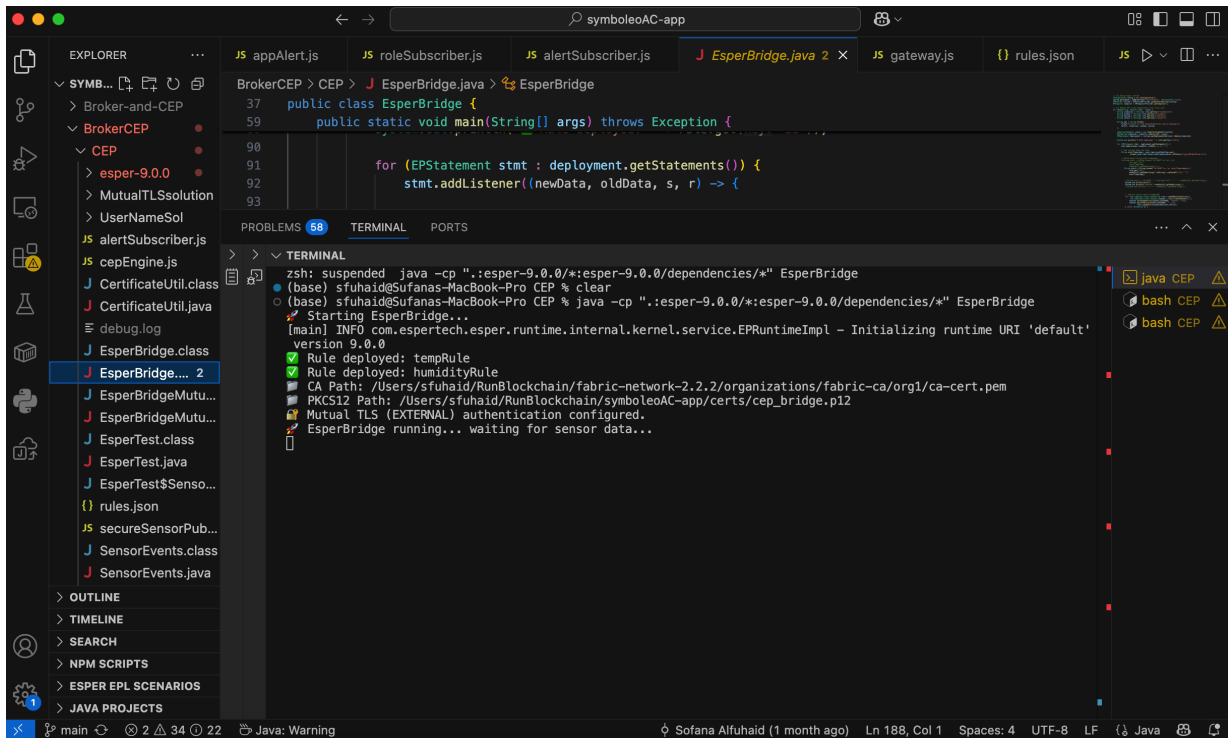 symboleoAC-app
EXPLORER
appAlert.js
roleSubscriber.js
alertSubscriber.js
EsperBridge.java 2
gateway.js
rules.json
SYMB...
Broker-and-CEP
BrokerCEP
CEP
esper-9.0.0
MutualTLSsolution
UserNameSol
JS alertSubscriber.js
JS cepEngine.js
J CertificateUtil.class
J CertificateUtil.java
debug.log
J EsperBridge.class
J EsperBridge.... 2
J EsperBridgeMutu...
J EsperBridgeMutu...
J EsperTest.class
J EsperTest.java
J EsperTest$Senso...
{} rules.json
JS secureSensorPub...
J SensorEvents.class
J SensorEvents.java
OUTLINE
TIMELINE
SEARCH
NPM SCRIPTS
ESPER EPL SCENARIOS
JAVA PROJECTS
BrokerCEP > CEP > J EsperBridge.java > EsperBridge
37 public class EsperBridge {
59 public static void main(String[] args) throws Exception {
90
91 for (EPStatement stmt : deployment.getStatements()) {
92 stmt.addListener((newData, oldData, s, r) -> {
93
PROBLEMS 58 TERMINAL PORTS
TERMINAL
zsh: suspended java -cp ".:esper-9.0.0/*:esper-9.0.0/dependencies/*" EsperBridge
(base) sfuhaid@Sufanas-MacBook-Pro CEP % clear
(base) sfuhaid@Sufanas-MacBook-Pro CEP % java -cp ".:esper-9.0.0/*:esper-9.0.0/dependencies/*" EsperBridge
🚀 Starting EsperBridge...
[main] INFO com.espertech.esper.runtime.internal.kernel.service.EPRuntimeImpl - Initializing runtime URI 'default'
version 9.0.0
✅ Rule deployed: tempRule
✅ Rule deployed: humidityRule
CA Path: /Users/sfuhaid/RunBlockchain/fabric-network-2.2.2/organizations/fabric-ca/org1/ca-cert.pem
PKCS12 Path: /Users/sfuhaid/RunBlockchain/symboleoAC-app/certs/cep_bridge.p12
🔐 Mutual TLS (EXTERNAL) authentication configured.
🚀 EsperBridge running... waiting for sensor data...
java CEP
bash CEP
bash CEP
main 2 34 22 Java: Warning
Sofana Alfuhaid (1 month ago) Ln 188, Col 1 Spaces: 4 UTF-8 LF {} Java